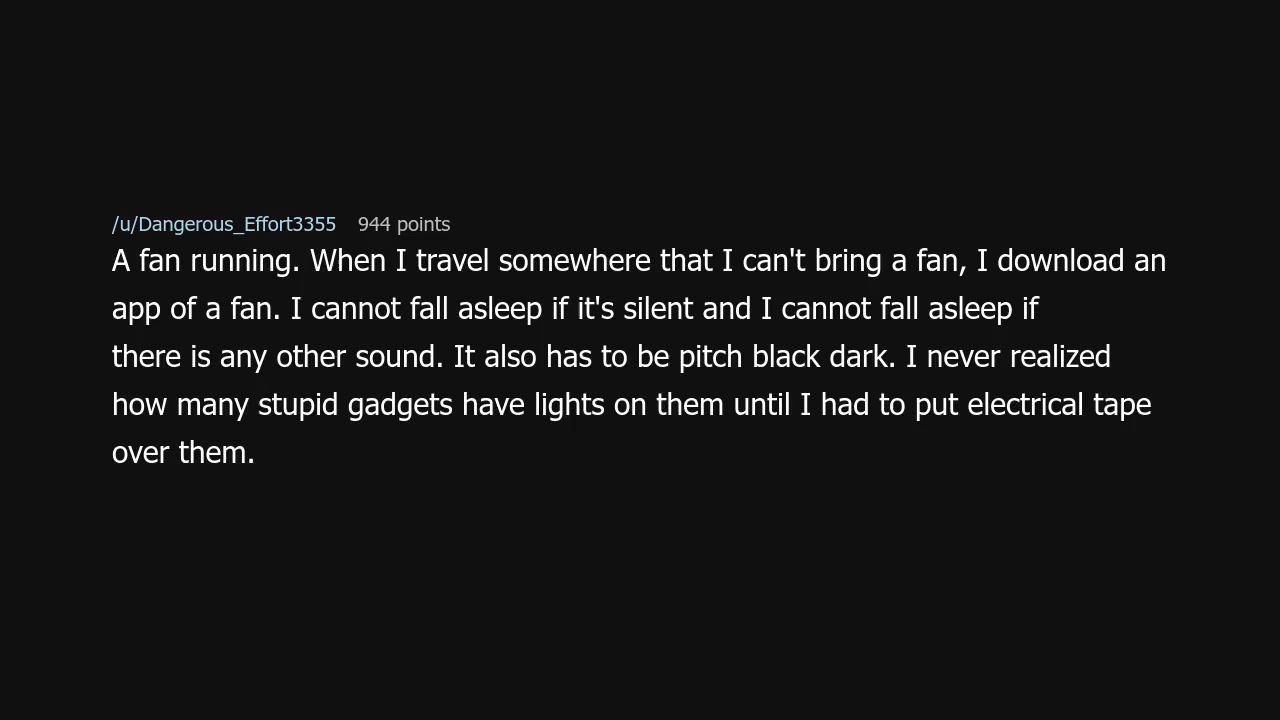 /u/Dangerous_Effort3355 944 points
A fan running. When I travel somewhere that I can't bring a fan, I download an
app of a fan. I cannot fall asleep if it's silent and I cannot fall asleep if
there is any other sound. It also has to be pitch black dark. I never realized
how many stupid gadgets have lights on them until I had to put electrical tape
over them.